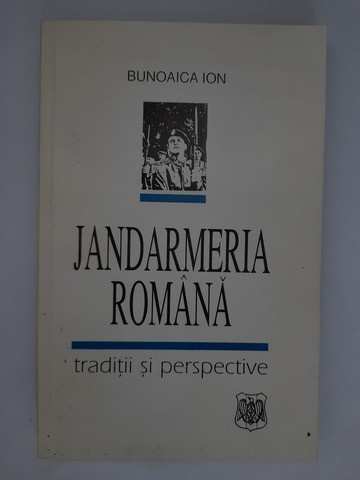 BUNOAICA ION
JANDARMERIA
ROMÂNĂ
tradiții și perspective